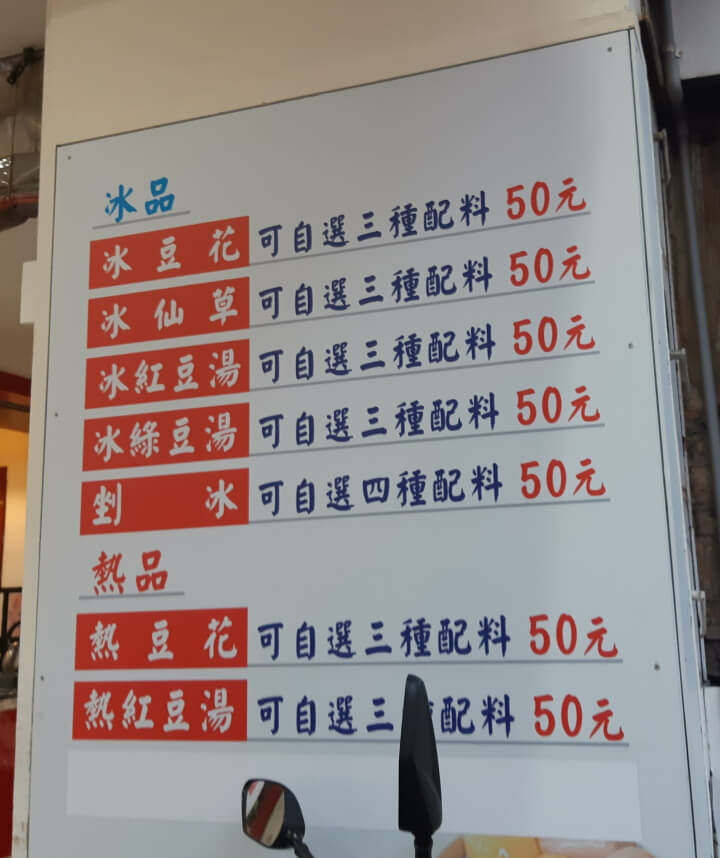 冰品
冰豆花 可自選三種配料 50元
冰仙草 可自選三種配料 50元
冰紅豆湯 可自選三種配料 50元
冰綠豆湯 可自選三種配料 50元
剉冰 可自選四種配料 50元
熱品
熱豆花 可自選三種配料 50元
熱紅豆湯 可自選三配料 50元